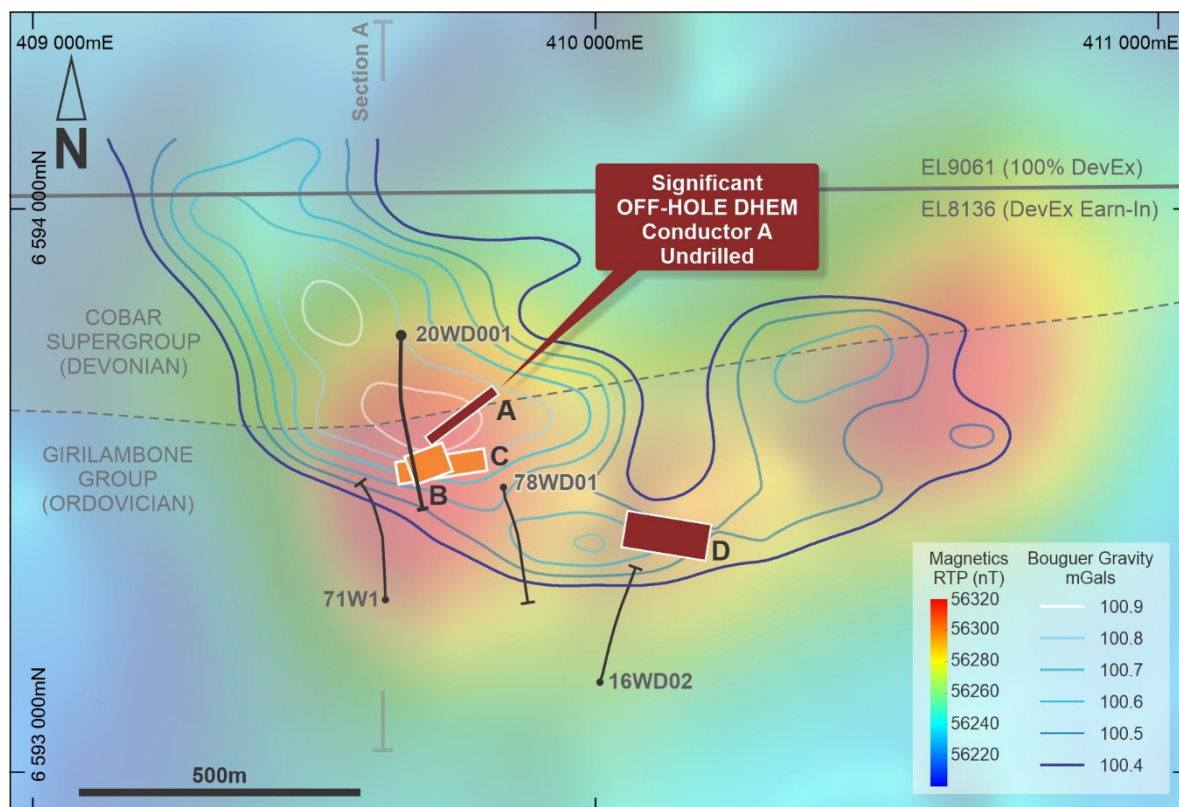 409 000mE
410 000mE
411 000mE
Section A
N
6 594 000mN
EL9061 (100% DevEx)
EL8136 (DevEx Earn-In)
Significant
OFF-HOLE DHEM
Conductor A
Undrilled
COBAR
SUPERGROUP
(DEVONIAN)
20WD001
A
GIRILAMBONE
GROUP
(ORDOVICIAN)
C
B
78WD01
D
71W1
16WD02
6 593 000mN
500m
Magnetics
RTP (nT)
56320
56300
56280
56260
56240
56220
Bouguer Gravity
mGals
100.9
100.8
100.7
100.6
100.5
100.4